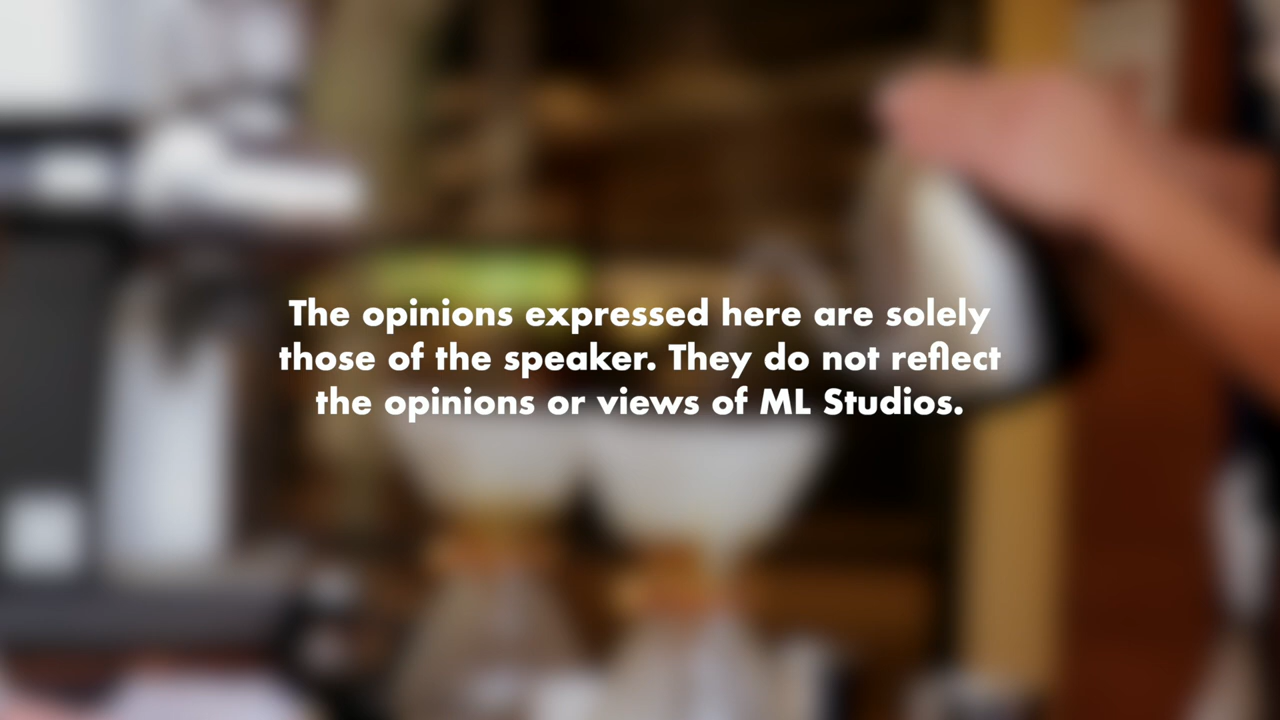 The opinions expressed here are solely
those of the speaker. They do not reflect
the opinions or views of ML Studios.